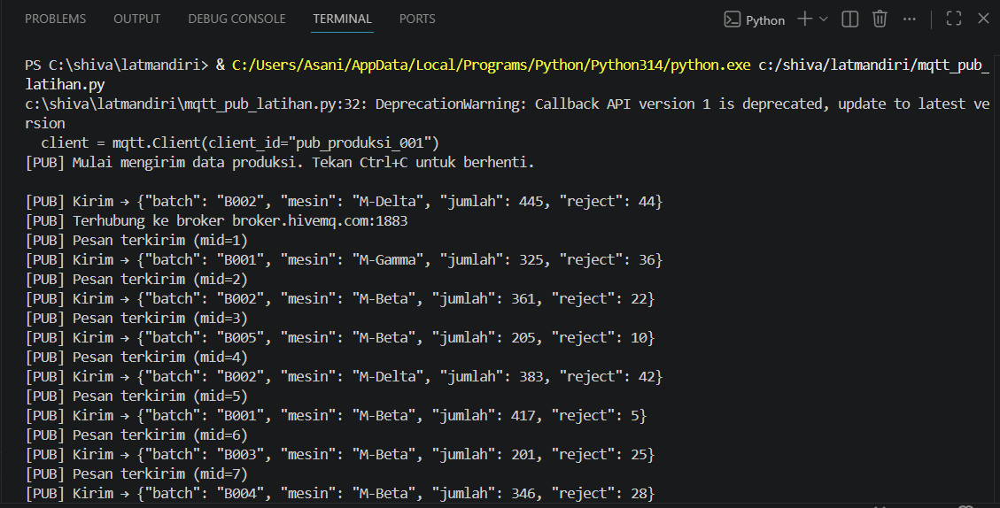 PROBLEMS OUTPUT DEBUG CONSOLE TERMINAL PORTS Python
PS C:\shiva\latmandiri> & C:/Users/Asani/AppData/Local/Programs/Python/Python314/python.exe c:/shiva/latmandiri/mqtt_pub_
latihan.py
c:\shiva\latmandiri\mqtt_pub_latihan.py:32: DeprecationWarning: Callback API version 1 is deprecated, update to latest ve
rsion
  client = mqtt.Client(client_id="pub_produksi_001")
[PUB] Mulai mengirim data produksi. Tekan Ctrl+C untuk berhenti.
[PUB] Kirim → {"batch": "B002", "mesin": "M-Delta", "jumlah": 445, "reject": 44}
[PUB] Terhubung ke broker broker.hivemq.com:1883
[PUB] Pesan terkirim (mid=1)
[PUB] Kirim → {"batch": "B001", "mesin": "M-Gamma", "jumlah": 325, "reject": 36}
[PUB] Pesan terkirim (mid=2)
[PUB] Kirim → {"batch": "B002", "mesin": "M-Beta", "jumlah": 361, "reject": 22}
[PUB] Pesan terkirim (mid=3)
[PUB] Kirim → {"batch": "B005", "mesin": "M-Beta", "jumlah": 205, "reject": 10}
[PUB] Pesan terkirim (mid=4)
[PUB] Kirim → {"batch": "B002", "mesin": "M-Delta", "jumlah": 383, "reject": 42}
[PUB] Pesan terkirim (mid=5)
[PUB] Kirim → {"batch": "B001", "mesin": "M-Beta", "jumlah": 417, "reject": 5}
[PUB] Pesan terkirim (mid=6)
[PUB] Kirim → {"batch": "B003", "mesin": "M-Beta", "jumlah": 201, "reject": 25}
[PUB] Pesan terkirim (mid=7)
[PUB] Kirim → {"batch": "B004", "mesin": "M-Beta", "jumlah": 346, "reject": 28}